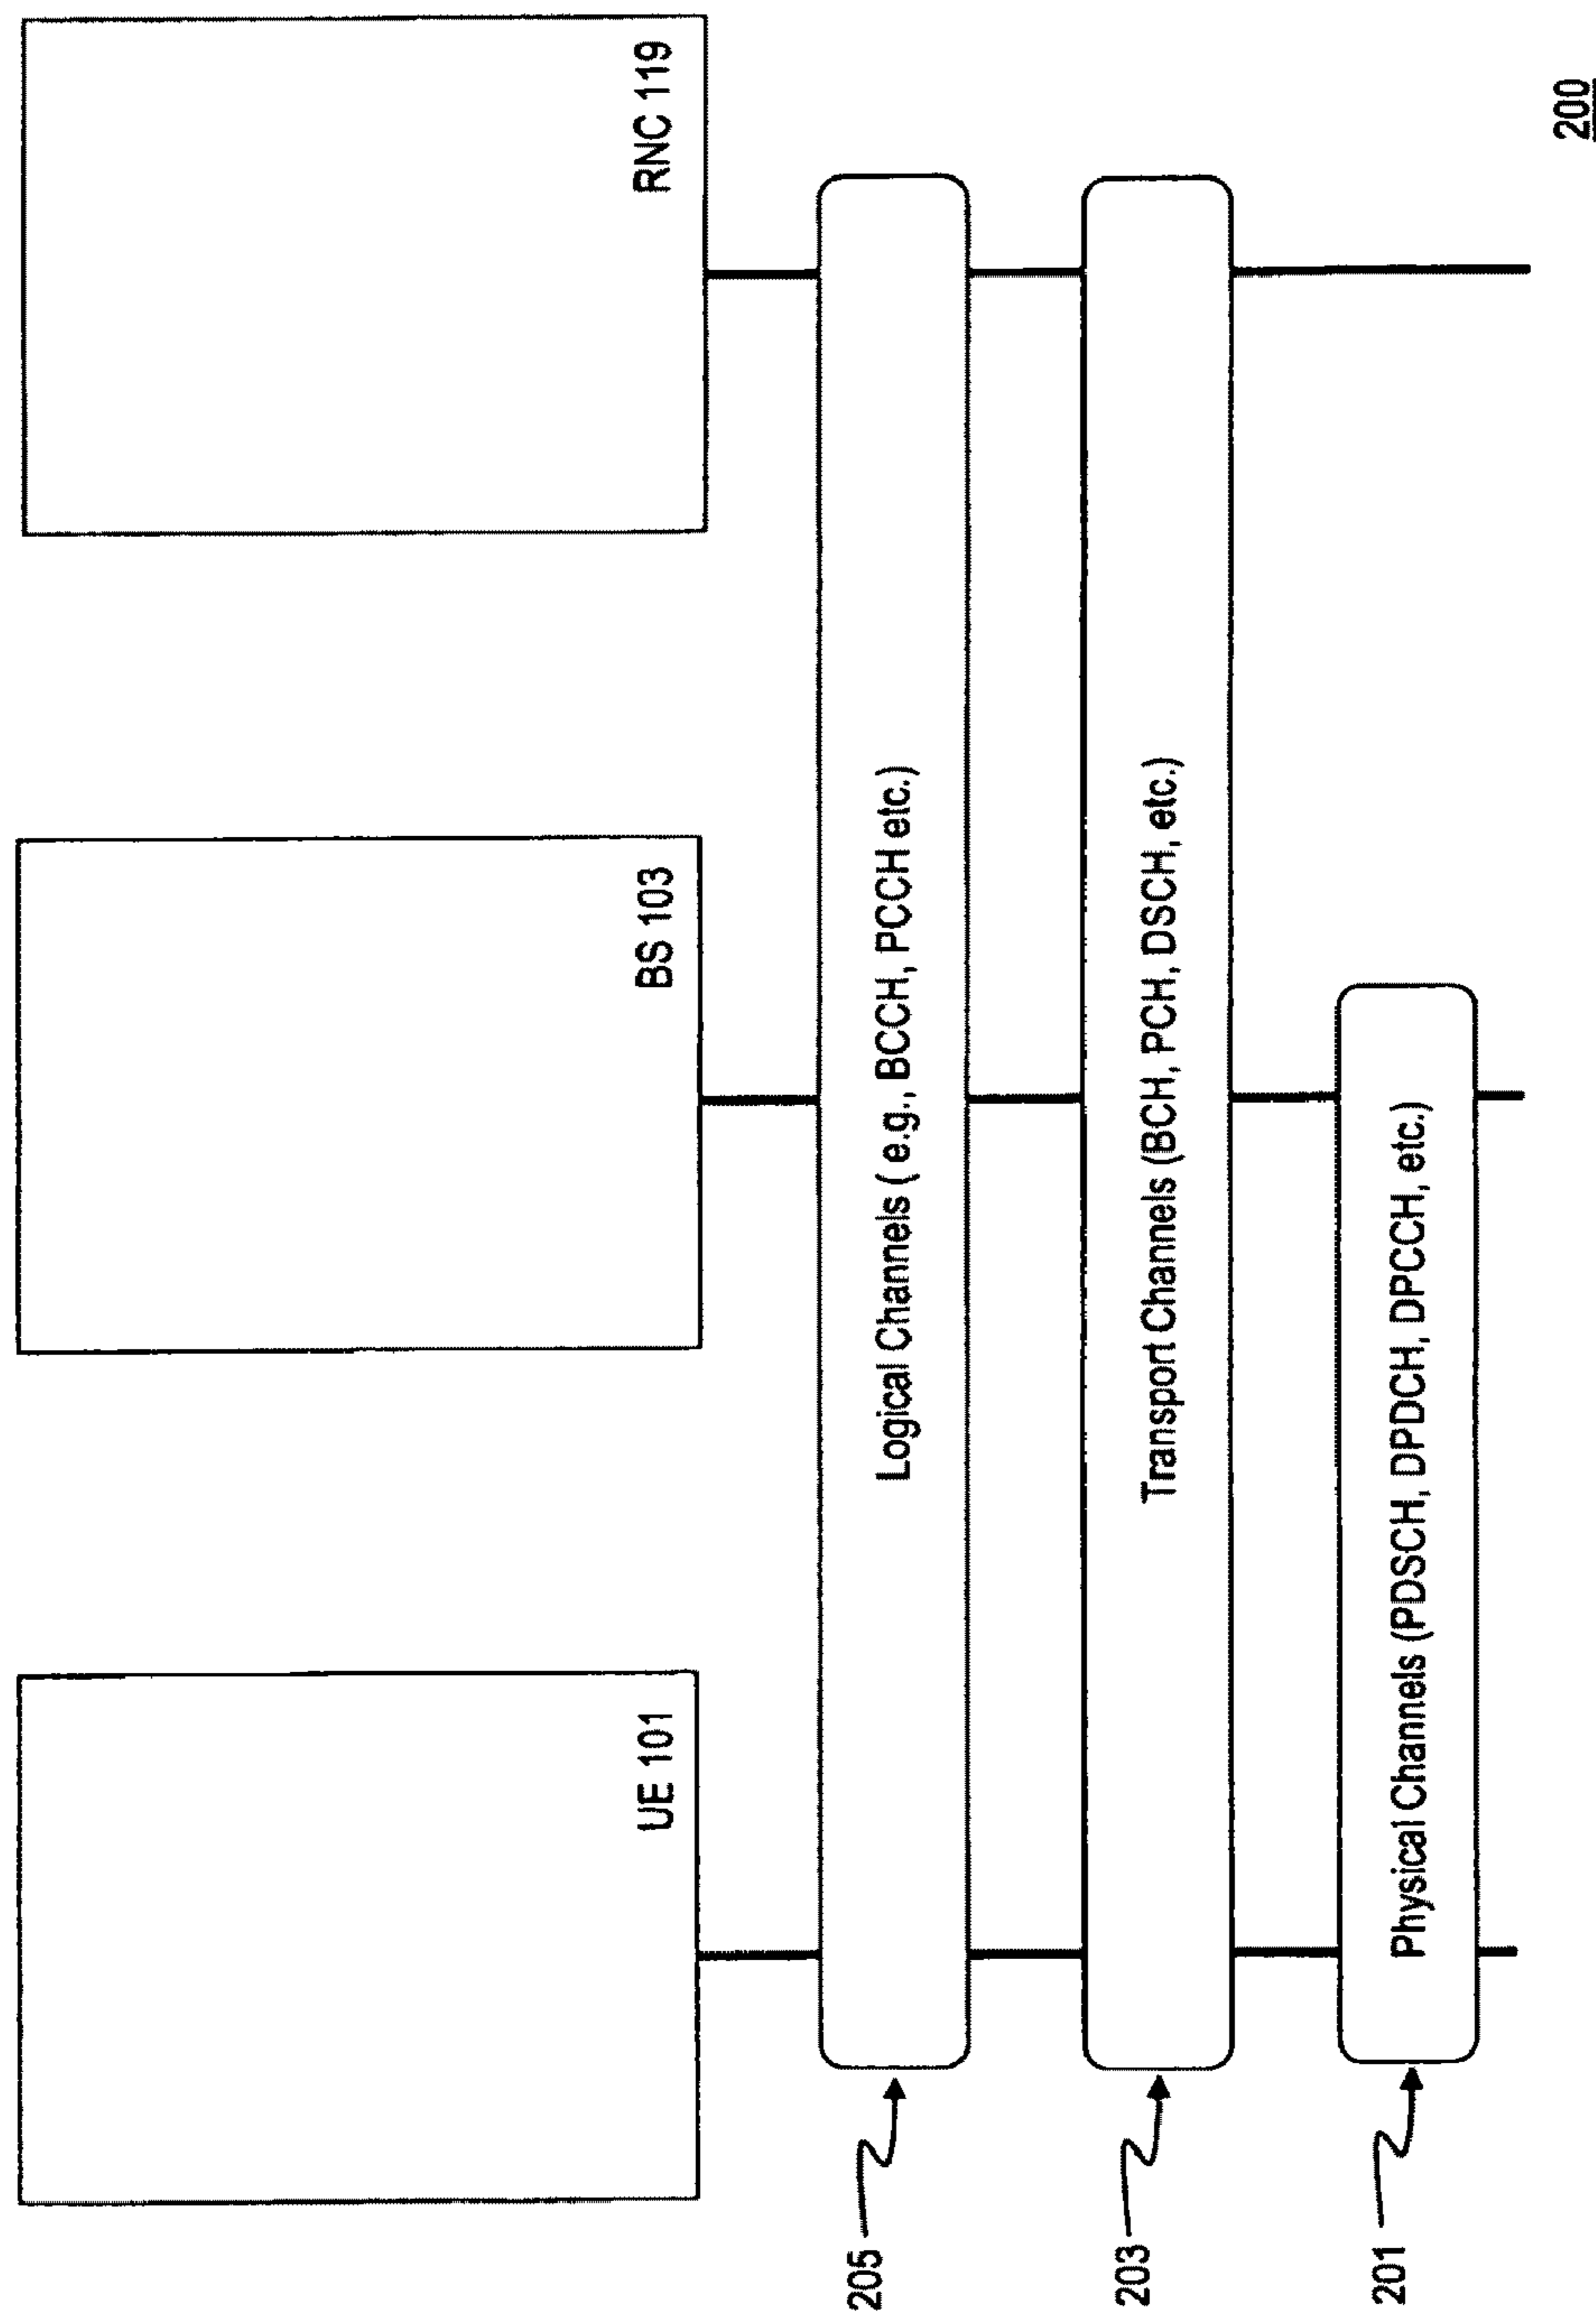 UE 101
BS 103
RNC 119
205
Logical Channels ( e.g., BCCH, PCCH etc.)
203
Transport Channels (BCH, PCH, DSCH, etc.)
201
Physical Channels (PDSCH, DPDCH, DPCCH, etc.)
200